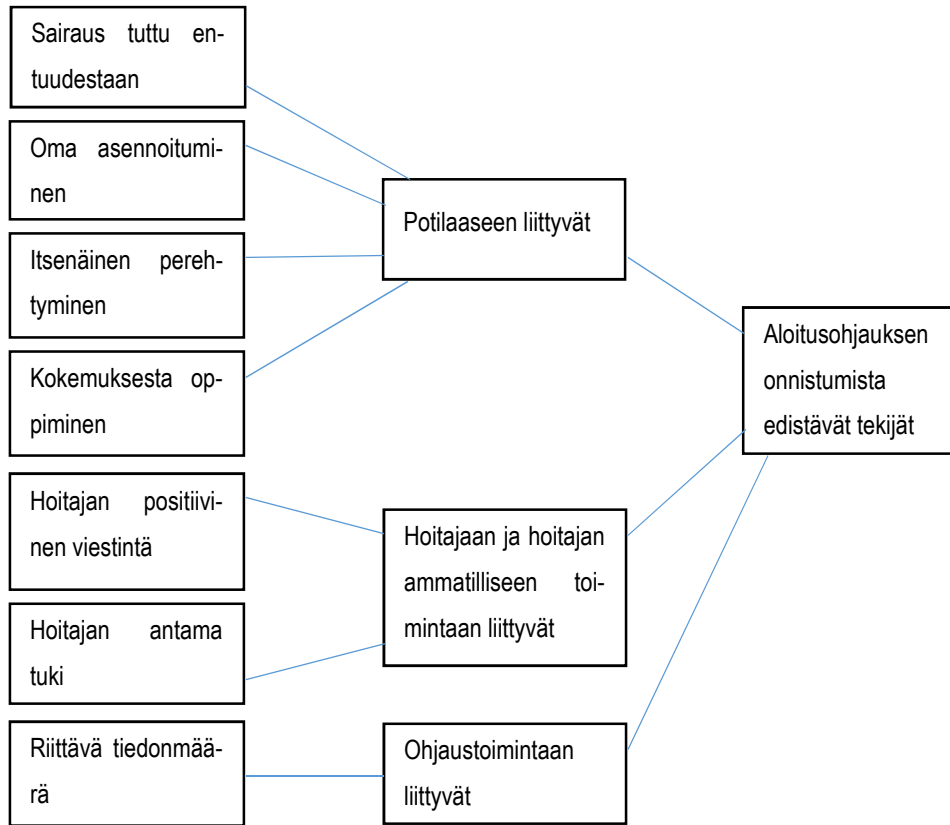 Sairaus tuttu en-
tuudestaan
Oma asennoitumi-
nen
Itsenäinen pereh-
tyminen
Kokemuksesta op-
piminen
Hoitajan positiivi-
nen viestintä
Hoitajan antama
tuki
Riittävä tiedonmää-
rä
Potilaaseen liittyvät
Hoitajaan ja hoitajan
ammatilliseen toi-
mintaan liittyvät
Ohjaustoimintaan
liittyvät
Aloitusohjauksen
onnistumista
edistävät tekijät